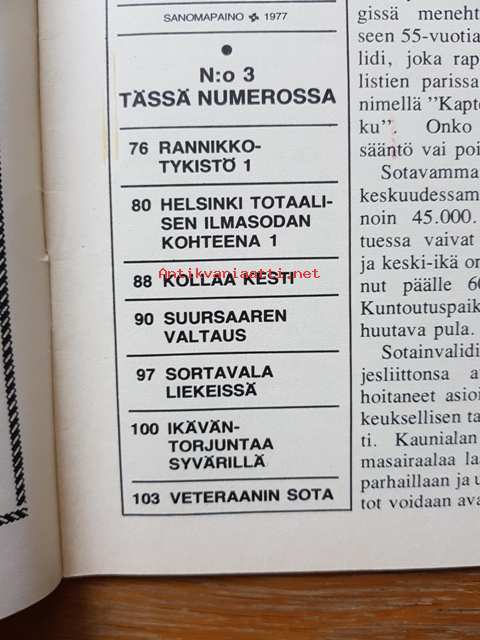 SANOMAPAINO ✤ 1977
●
N:o 3
TÄSSÄ NUMEROSSA
76 RANNIKKO-
TYKISTÖ 1
80 HELSINKI TOTAALI-
SEN ILMASODAN
KOHTEENA 1
88 KOLLAA KESTI
Antikvariaatti.net
90 SUURSAAREN
VALTAUS
97 SORTAVALA
LIEKEISSÄ
100 IKÄVÄN-
TORJUNTAA
SYVÄRILLÄ
103 VETERAANIN SOTA
gissä meneht
seen 55-vuotia
lidi, joka rap
listien parissa
nimellä ”Kapte
ku”. Onko
sääntö vai poi
Sotavamma
keskuudessam
noin 45.000.
tuessa vaivat
ja keski-ikä on
nut päälle 60
Kuntoutuspaik
huutava pula.
Sotainvalidi
jesliittonsa a
hoitaneet asioi
keuksellisen ta
ti. Kaunialan
masairaalaa la
parhaillaan ja u
tot voidaan ava